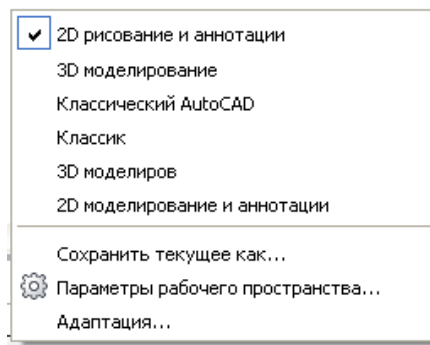 2D рисование и аннотации
3D моделирование
Классический AutoCAD
Классик
3D моделиров
2D моделирование и аннотации
Сохранить текущее как...
Параметры рабочего пространства...
Адаптация...